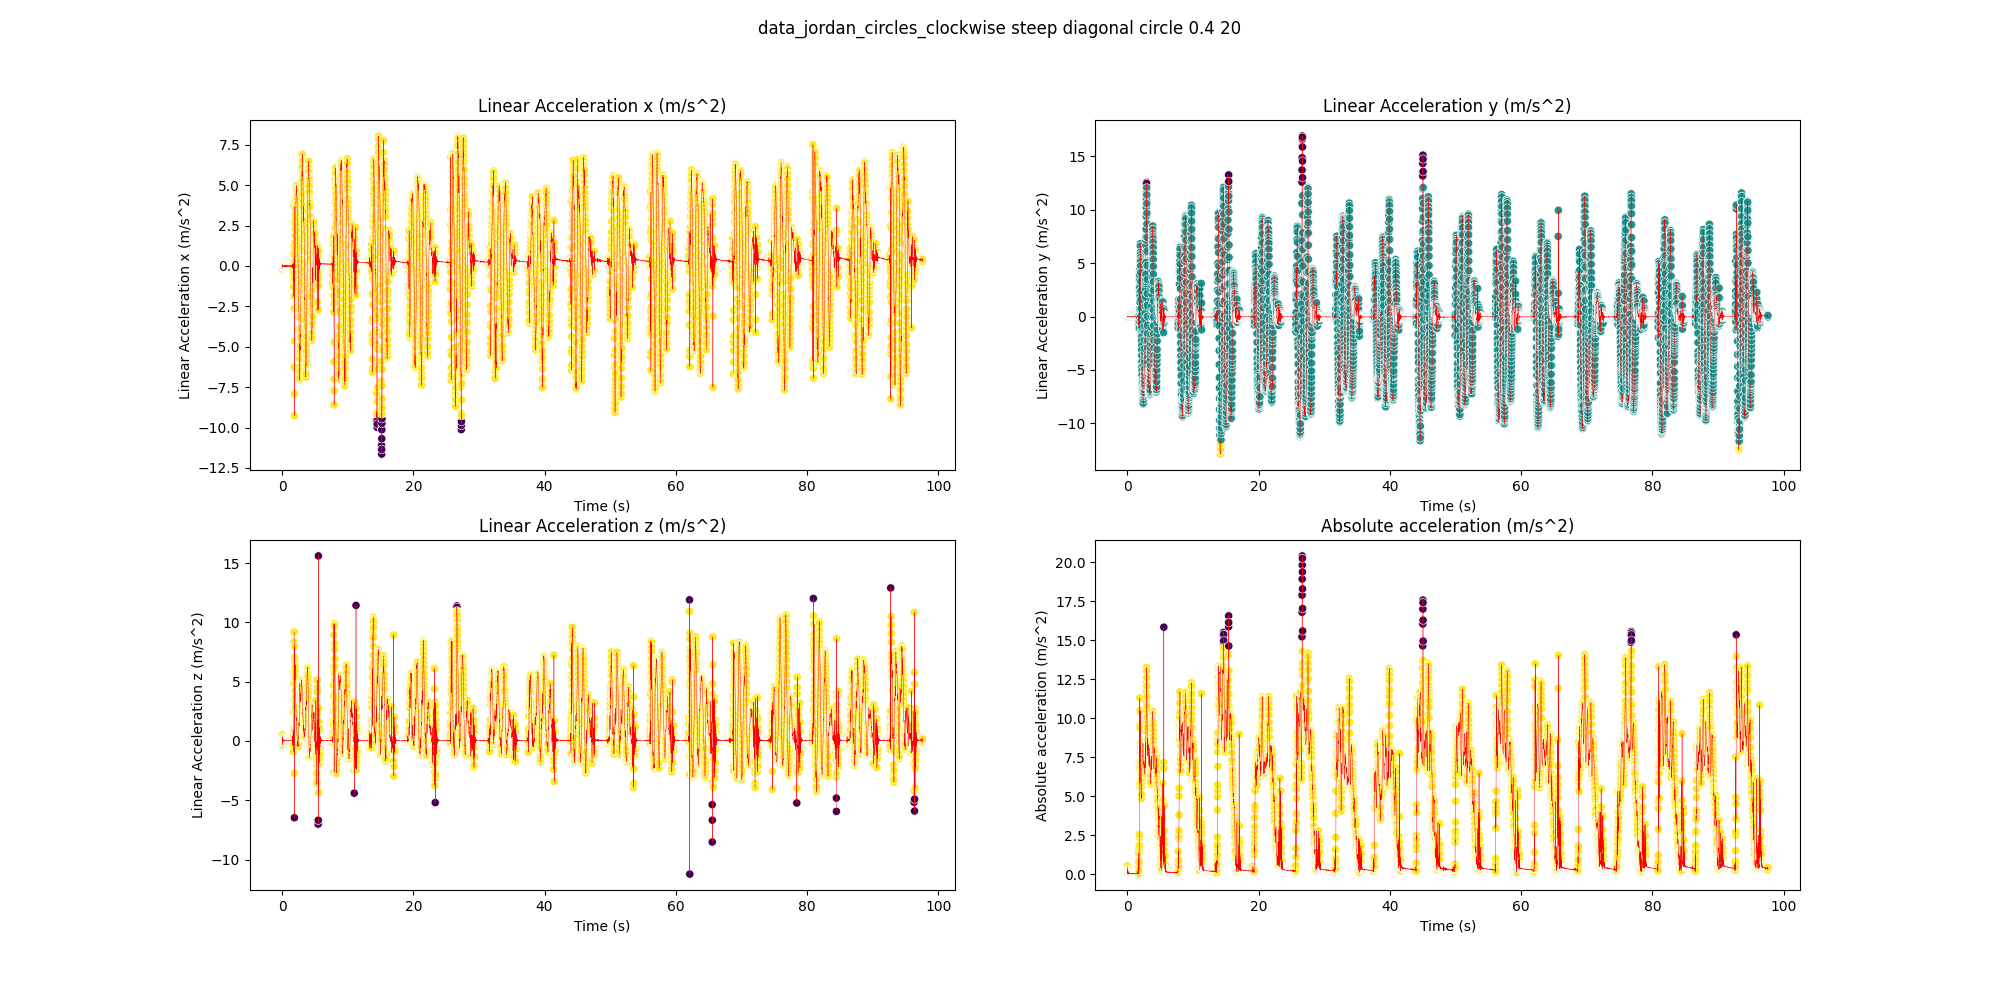 data_jordan_circles_clockwise steep diagonal circle 0.4 20
Linear Acceleration x (m/s^2)
Linear Acceleration x (m/s^2)
7.5
5.0
2.5
0.0
−2.5
−5.0
−7.5
−10.0
−12.5
0 20 40 60 80 100
Time (s)
Linear Acceleration y (m/s^2)
Linear Acceleration y (m/s^2)
15
10
5
0
−5
−10
0 20 40 60 80 100
Time (s)
Linear Acceleration z (m/s^2)
Linear Acceleration z (m/s^2)
15
10
5
0
−5
−10
0 20 40 60 80 100
Time (s)
Absolute acceleration (m/s^2)
Absolute acceleration (m/s^2)
20.0
17.5
15.0
12.5
10.0
7.5
5.0
2.5
0.0
0 20 40 60 80 100
Time (s)